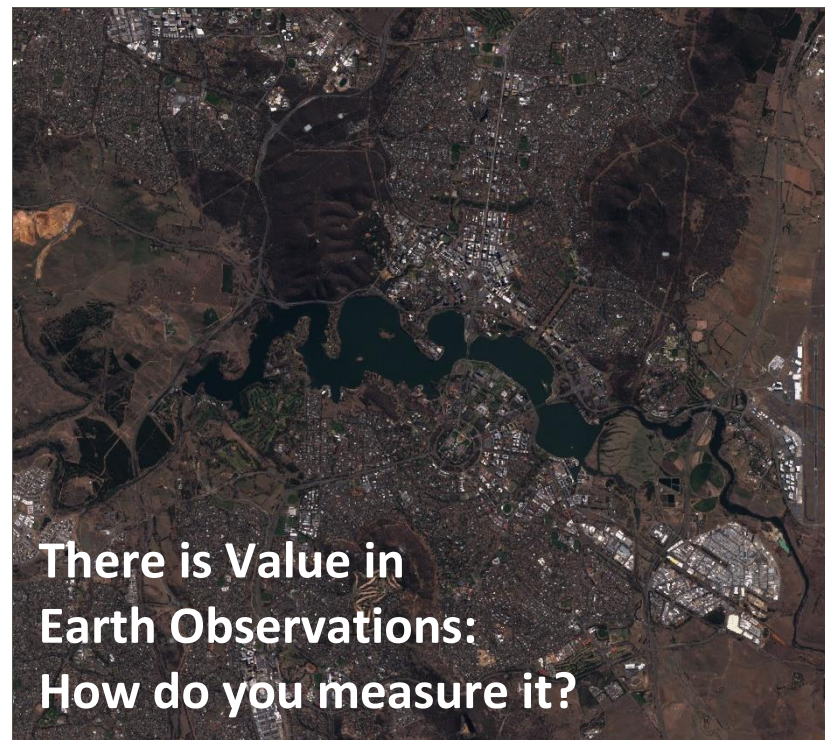 There is Value in
Earth Observations:
How do you measure it?